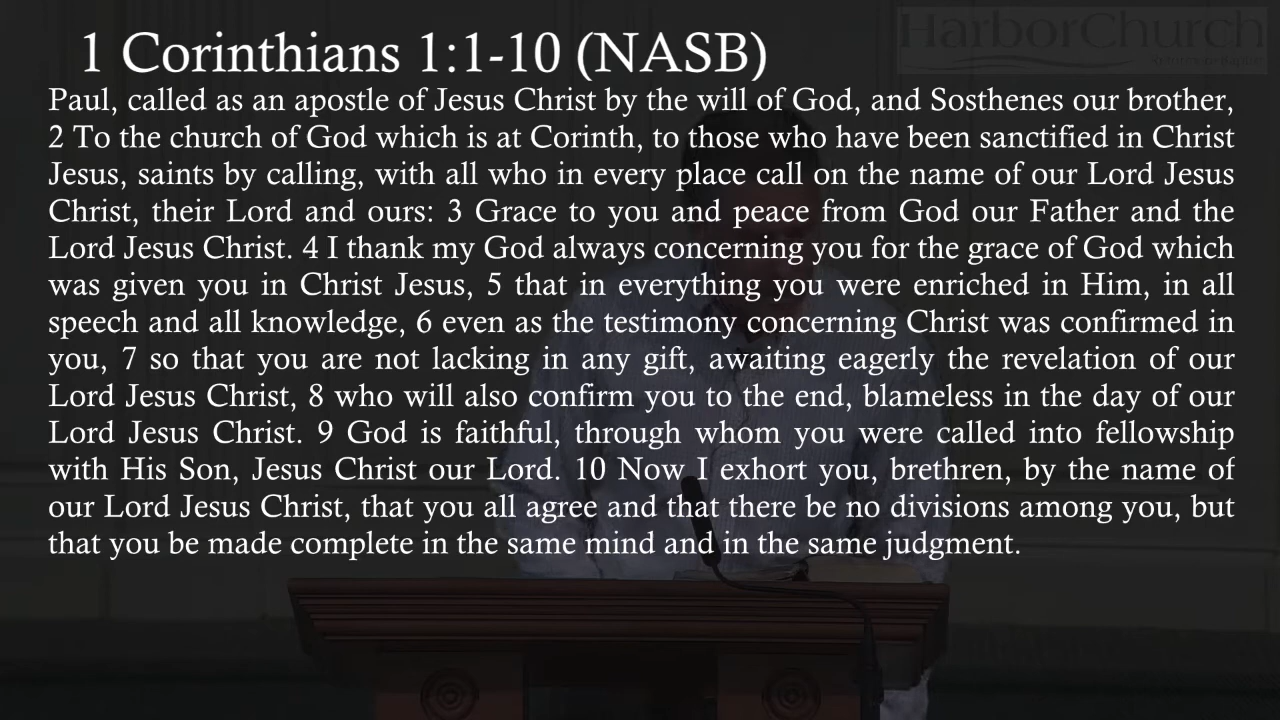 HarborChurch
1 Corinthians 1:1-10 (NASB)
Paul, called as an apostle of Jesus Christ by the will of God, and Sosthenes our brother,
2 To the church of God which is at Corinth, to those who have been sanctified in Christ
Jesus, saints by calling, with all who in every place call on the name of our Lord Jesus
Christ, their Lord and ours: 3 Grace to you and peace from God our Father and the
Lord Jesus Christ. 4 I thank my God always concerning you for the grace of God which
was given you in Christ Jesus, 5 that in everything you were enriched in Him, in all
speech and all knowledge, 6 even as the testimony concerning Christ was confirmed in
you, 7 so that you are not lacking in any gift, awaiting eagerly the revelation of our
Lord Jesus Christ, 8 who will also confirm you to the end, blameless in the day of our
Lord Jesus Christ. 9 God is faithful, through whom you were called into fellowship
with His Son, Jesus Christ our Lord. 10 Now I exhort you, brethren, by the name of
our Lord Jesus Christ, that you all agree and that there be no divisions among you, but
that you be made complete in the same mind and in the same judgment.